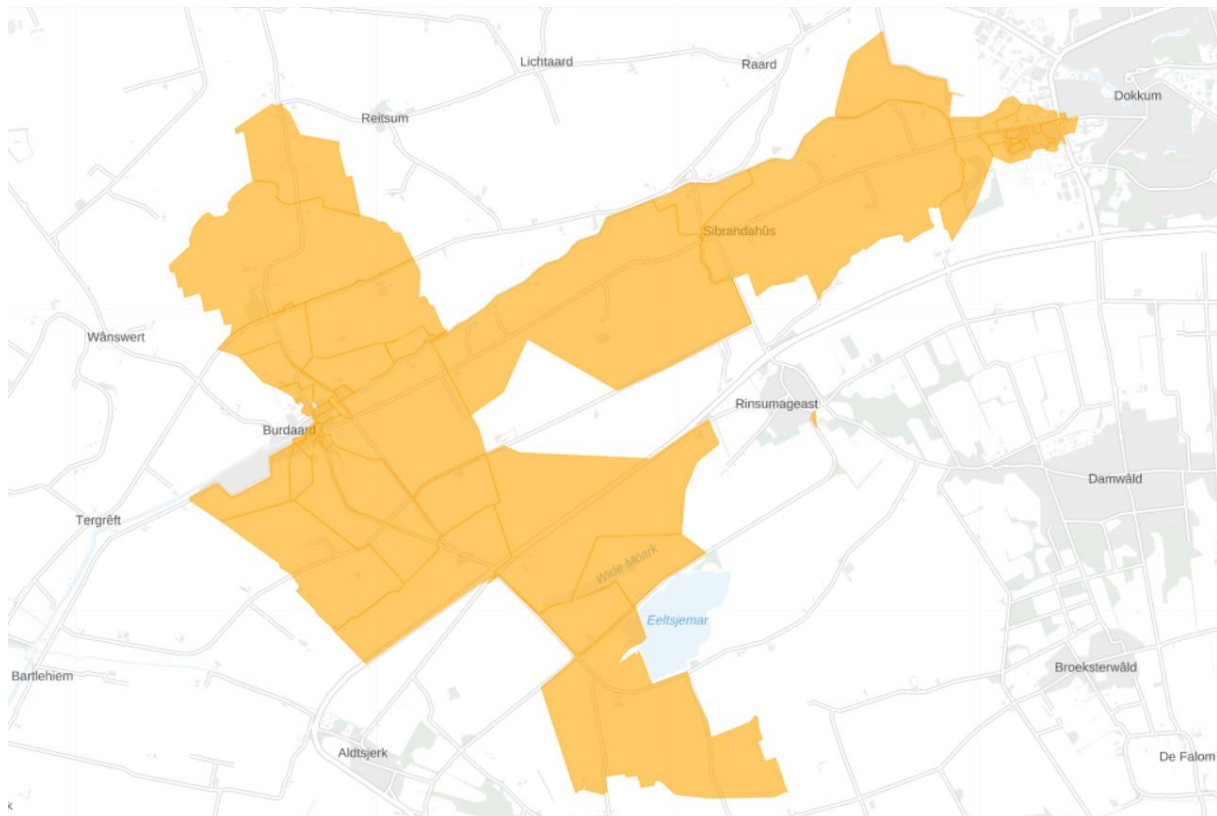 Lichtaard
Raard
Dokkum
Reitsum
Sibrandahûs
Wânswert
Rinsumageast
Burdaard
Damwâld
Tergrêft
Wide Moark
Eeltsjemar
Bartlehiem
Broeksterwâld
Aldtsjerk
De Falom
k